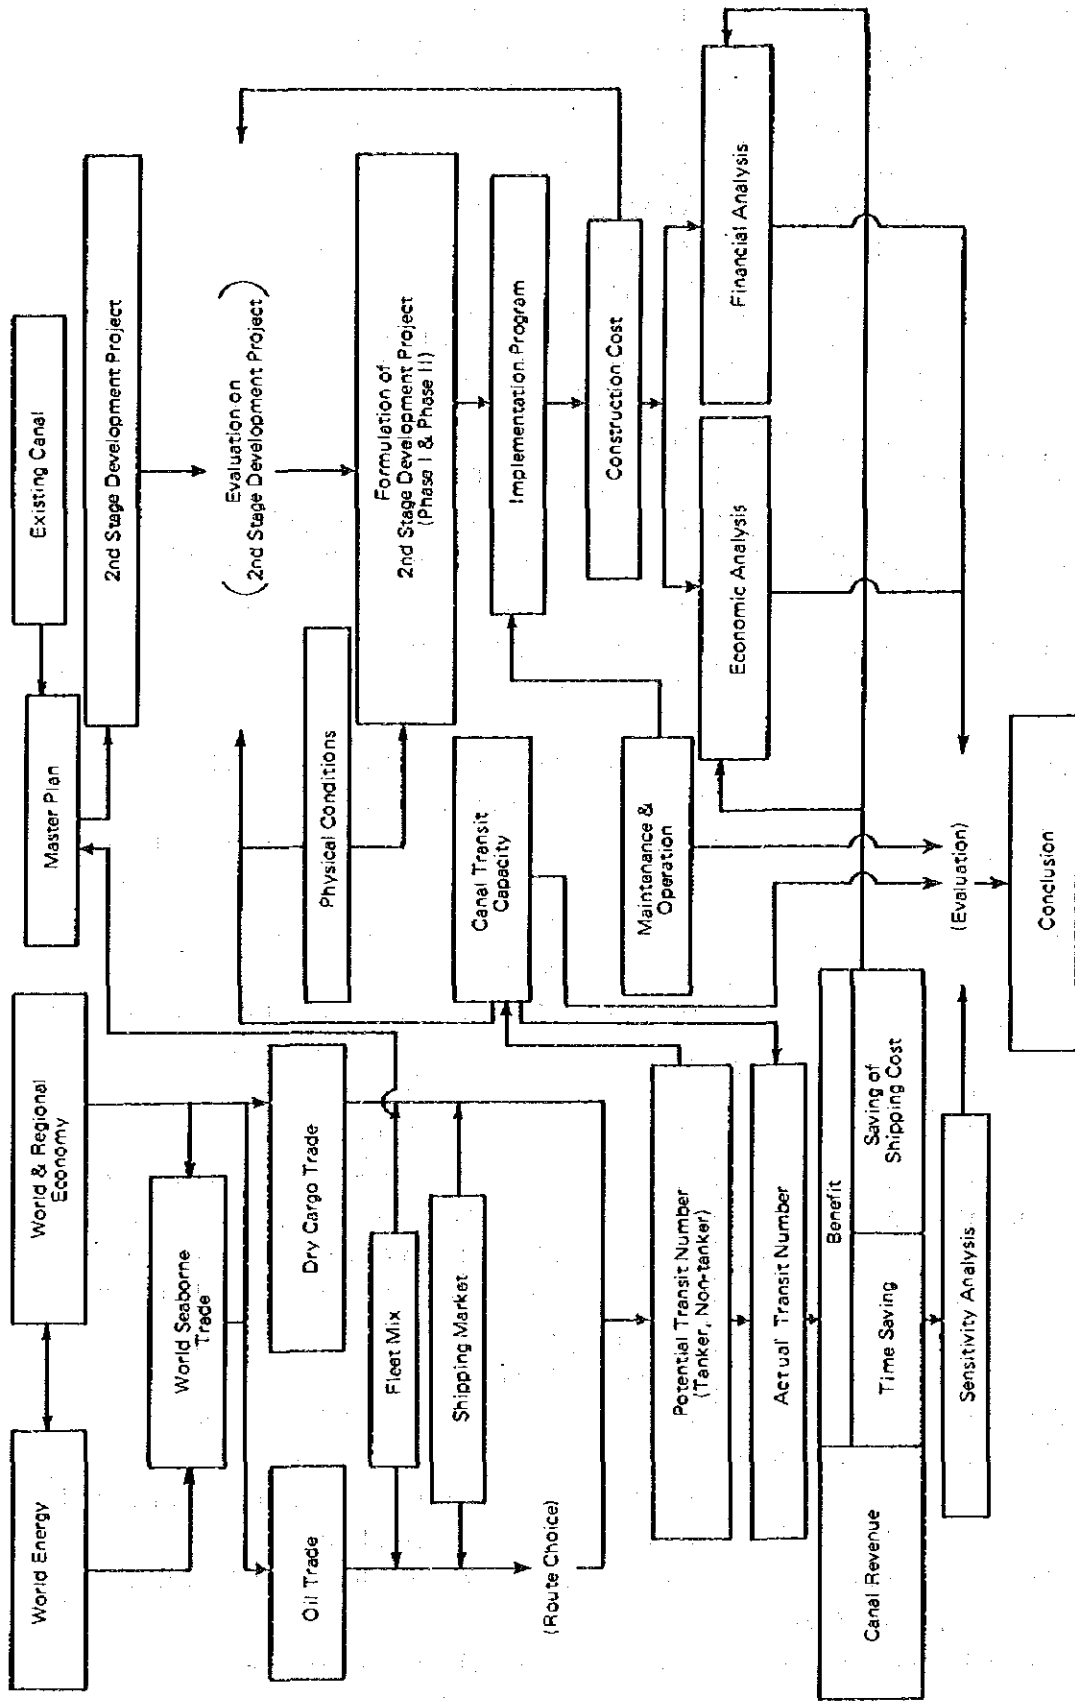 World Energy
World & Regional
Economy
Master Plan
Existing Canal
2nd Stage Development Project
World Seaborne
Trade
Evaluation on
2nd Stage Development Project
Oil Trade
Dry Cargo Trade
Physical Conditions
Formulation of
2nd Stage Development Project
(Phase I & Phase II)
Fleet Mix
Shipping Market
Canal Transit
Capacity
Implementation Program
(Route Choice)
Construction Cost
Potential Transit Number
(Tanker, Non-tanker)
Maintenance &
Operation
Economic Analysis
Financial Analysis
Actual Transit Number
Canal Revenue
Benefit
Time Saving
Saving of
Shipping Cost
Sensitivity Analysis
(Evaluation)
Conclusion